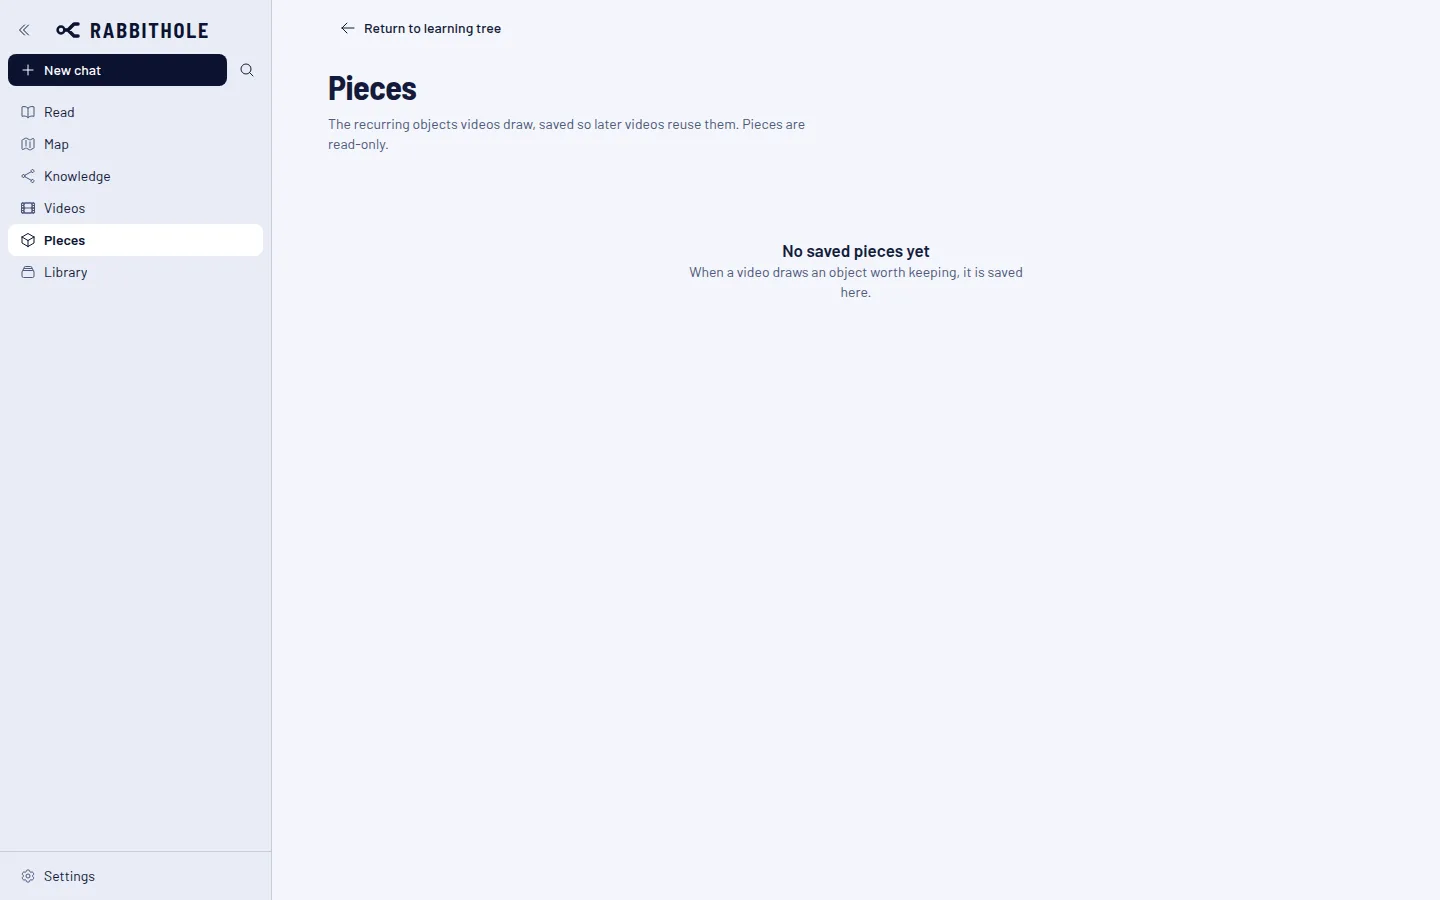 RABBITHOLE
New chat
Read
Map
Knowledge
Videos
Pieces
Library
Settings
Return to learning tree
Pieces
The recurring objects videos draw, saved so later videos reuse them. Pieces are
read-only.
No saved pieces yet
When a video draws an object worth keeping, it is saved
here.